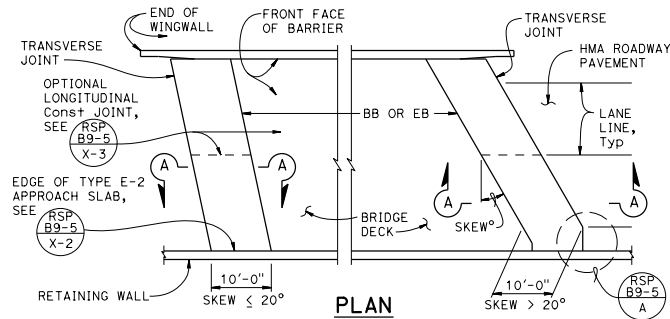 END OF
WINGWALL
FRONT FACE
OF BARRIER
TRANSVERSE
JOINT
TRANSVERSE
JOINT
HMA ROADWAY
PAVEMENT
OPTIONAL
LONGITUDINAL
Const JOINT,
SEE
RSP
B9-5
X-3
BB OR EB
LANE
LINE,
Typ
A
A
A
A
EDGE OF TYPE E-2
APPROACH SLAB,
SEE
RSP
B9-5
X-2
BRIDGE
DECK
SKEW°
10'-0"
SKEW ≤ 20°
10'-0"
SKEW > 20°
RETAINING WALL
PLAN
RSP
B9-5
A